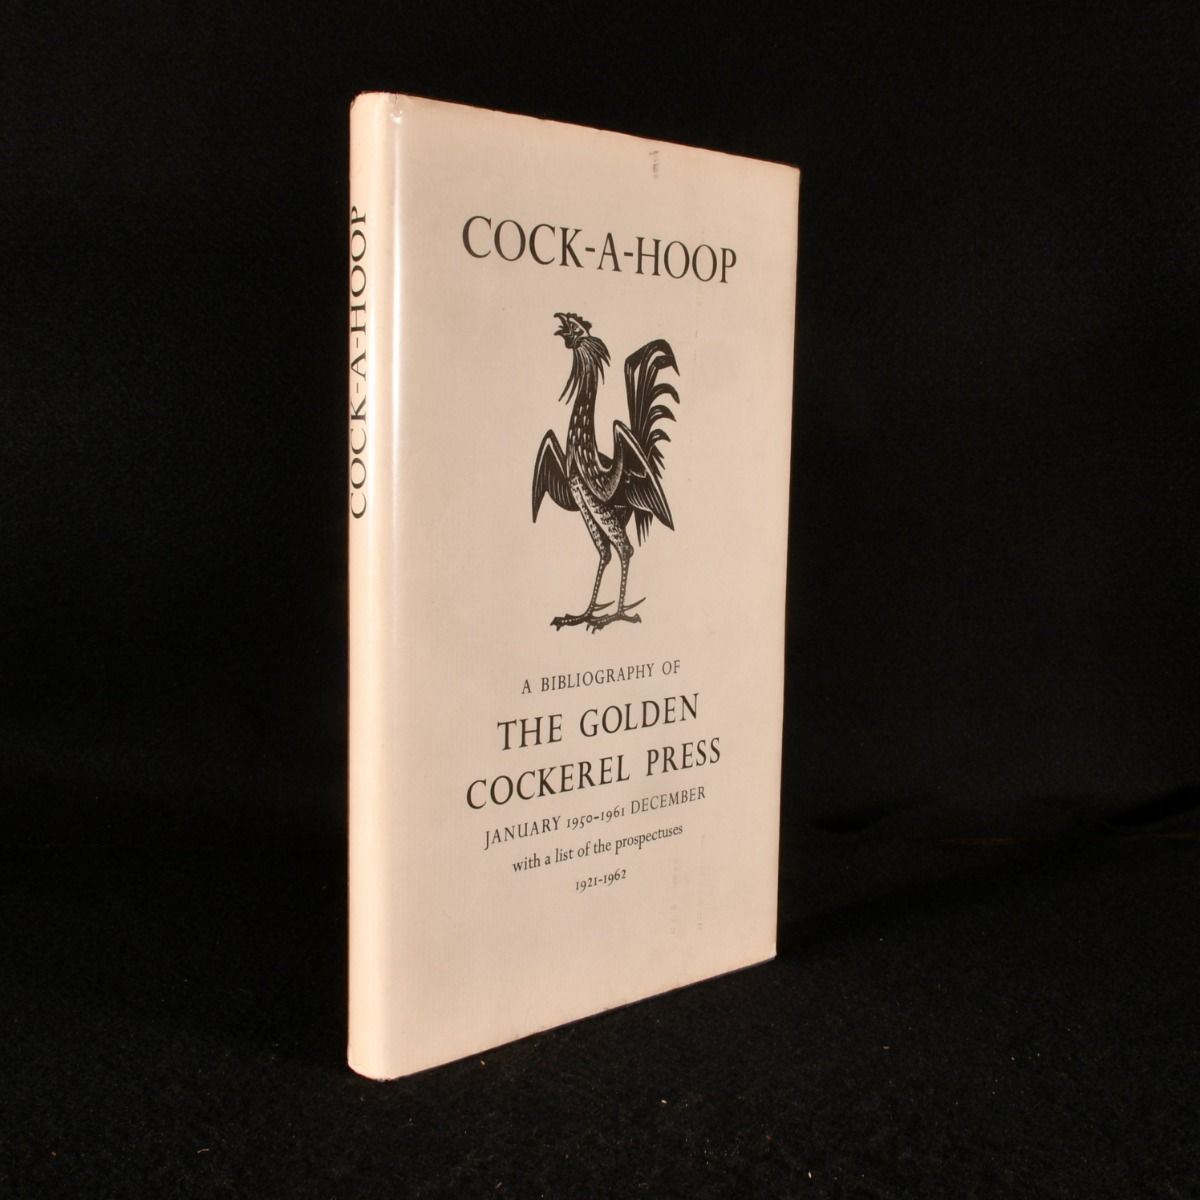 COCK-A-HOOP
COCK-A-HOOP
A BIBLIOGRAPHY OF
THE GOLDEN
COCKEREL PRESS
JANUARY 1950-1961 DECEMBER
with a list of the prospectuses
1921-1962